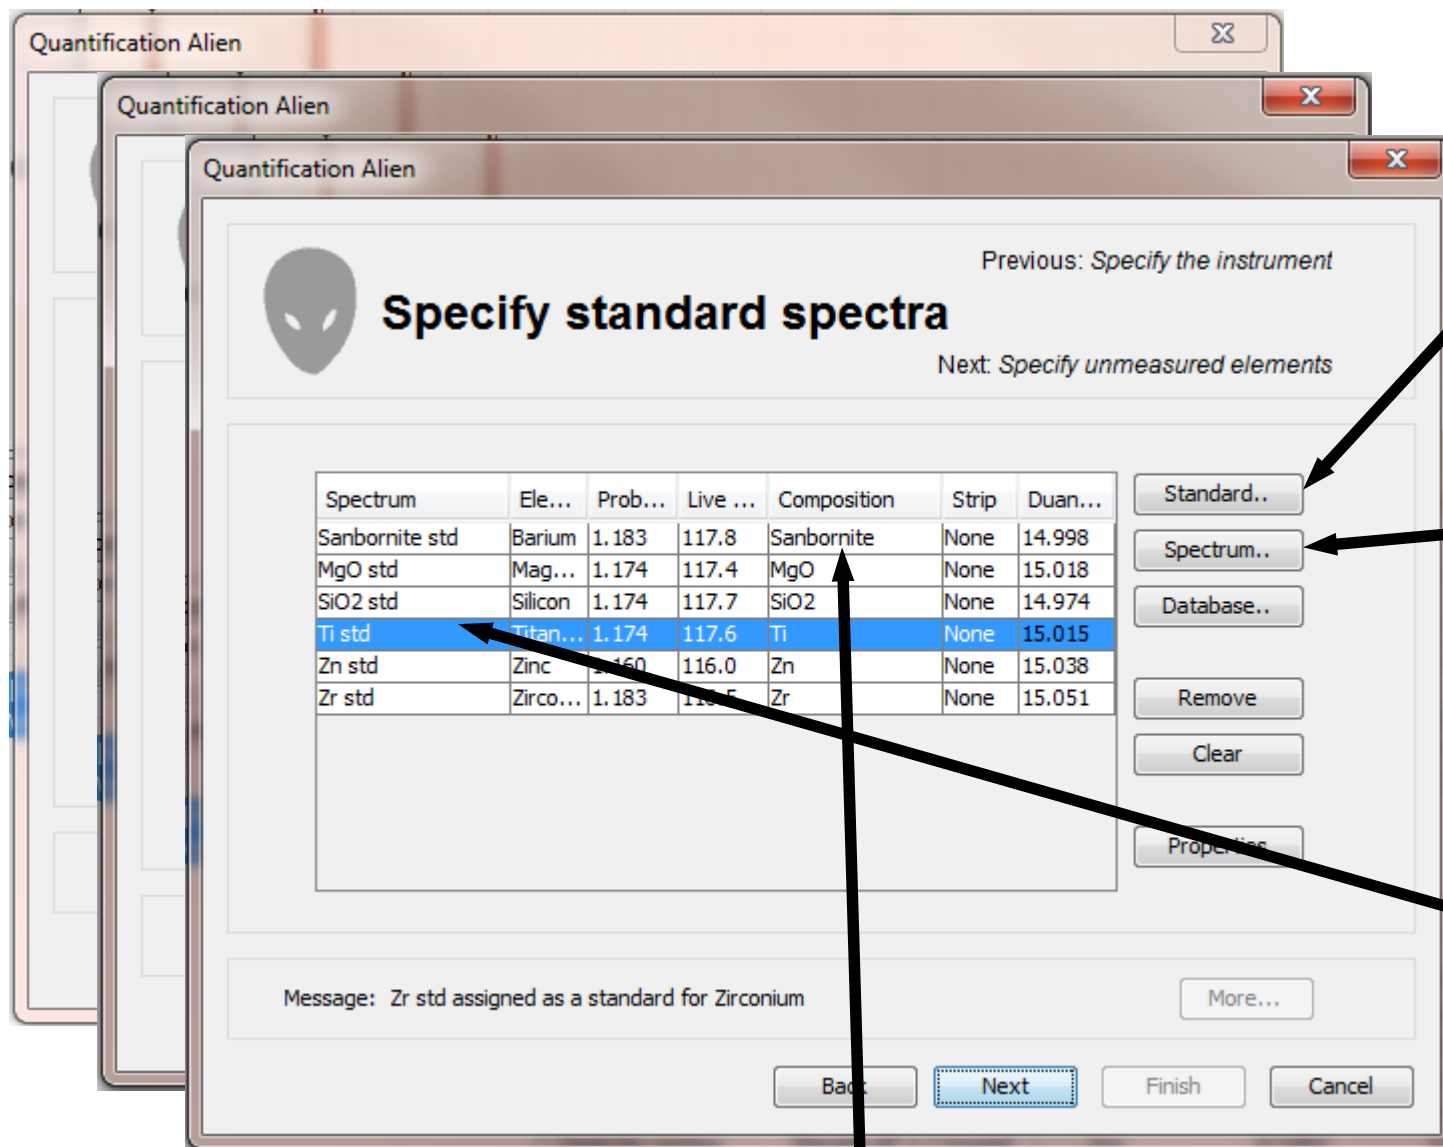 Quantification Alien
Quantification Alien
Quantification Alien
Previous: Specify the instrument
Specify standard spectra
Next: Specify unmeasured elements
Spectrum Ele... Prob... Live ... Composition Strip Duan...
Sanbornite std Barium 1.183 117.8 Sanbornite None 14.998
MgO std Mag... 1.174 117.4 MgO None 15.018
SiO2 std Silicon 1.174 117.7 SiO2 None 14.974
Ti std Titan... 1.174 117.6 Ti None 15.015
Zn std Zinc 1.160 116.0 Zn None 15.038
Zr std Zirco... 1.183 Zr None 15.051
Standard..
Spectrum..
Database..
Remove
Clear
Properties
Message: Zr std assigned as a standard for Zirconium
More...
Back Next Finish Cancel